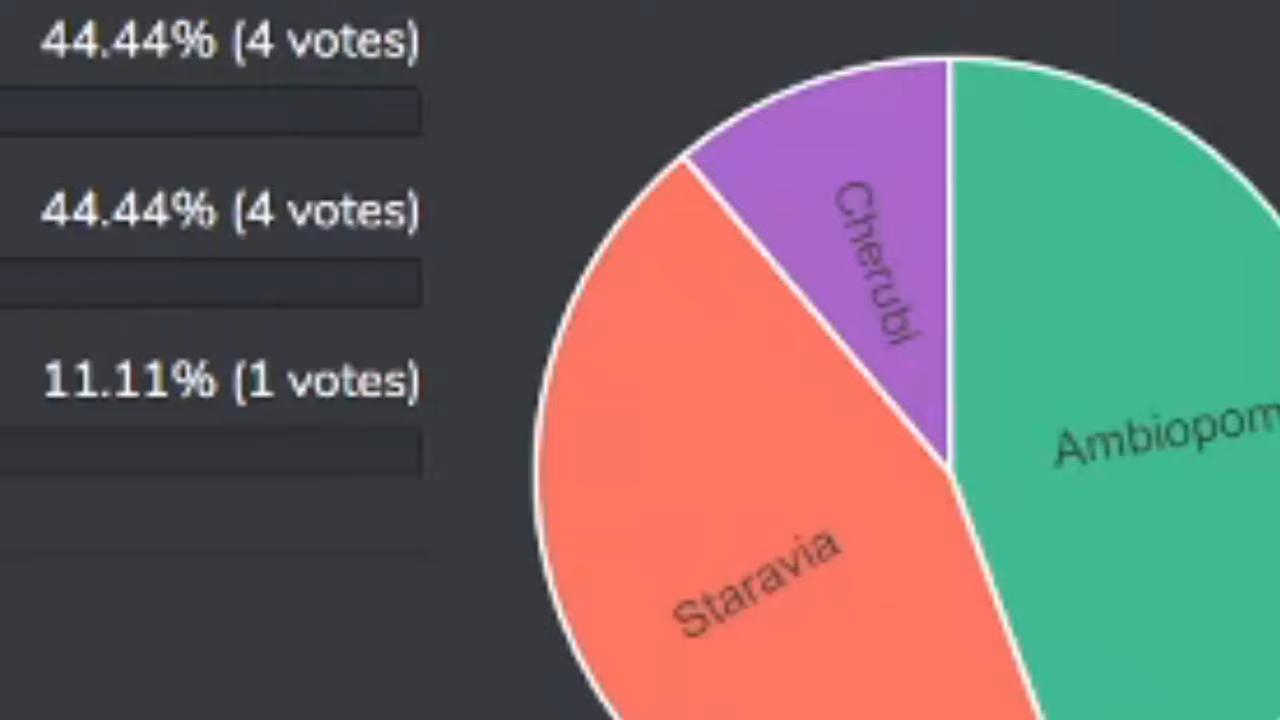 44.44% (4 votes)
44.44% (4 votes)
11.11% (1 votes)
Cherubi
Ambiopom
Staravia